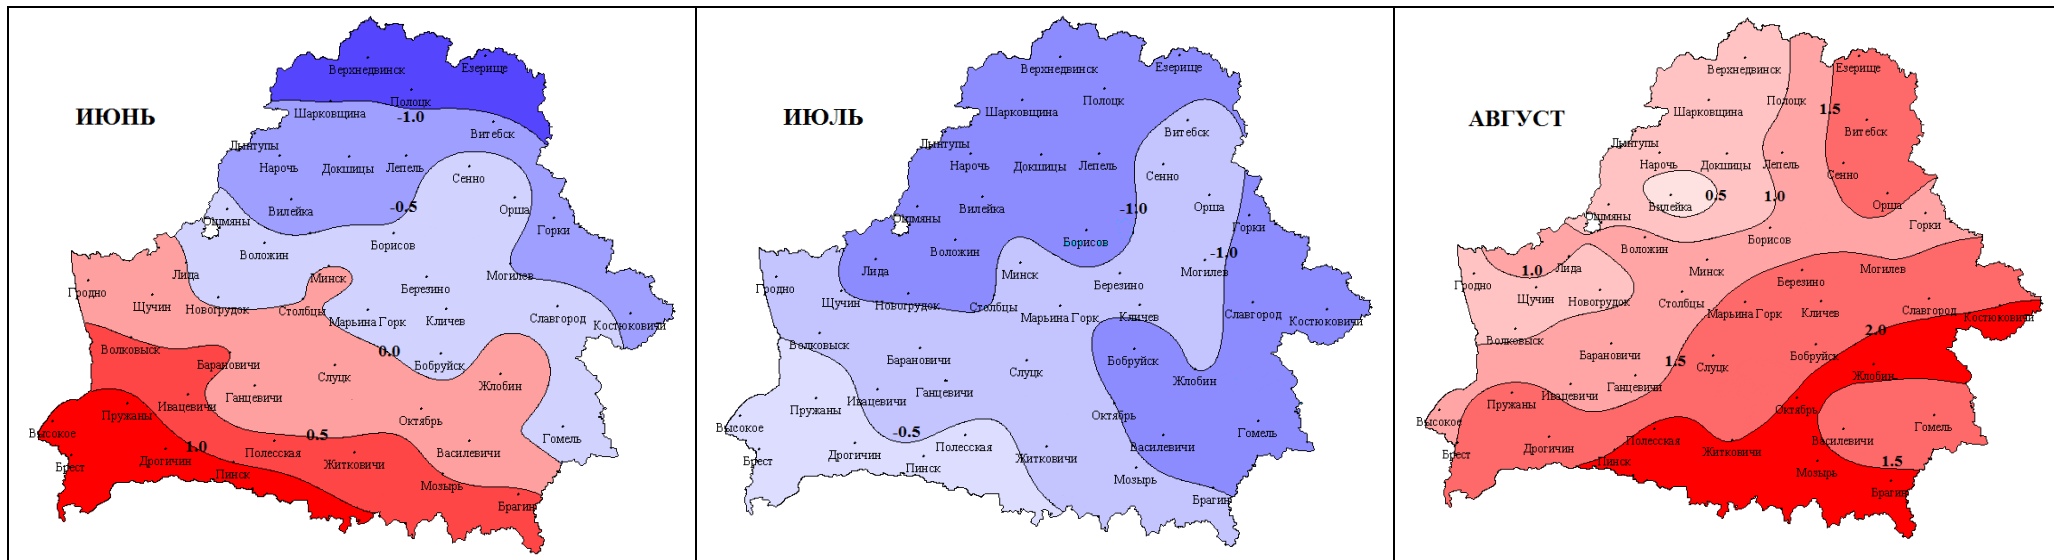 ИЮНЬ
Верхнедвинск
Езерище
Полоцк
Шарковщина
-1.0
Витебск
Лынтупы
Нарочь
Докшицы
Лепель
Сенно
-0.5
Вилейка
Орша
Ошмяны
Горки
Борисов
Воложин
Лида
Минск
Могилев
Гродно
Березино
Щучин
Новогрудок
Столбцы
Марьина Горк
Кличев
Славгород
Костюковичи
Волковыск
0.0
Барановичи
Бобруйск
Слуцк
Жлобин
Ганцевичи
Ивацевичи
Пружаны
Октябрь
Высокое
0.5
Гомель
1.0
Полесская
Василевичи
Брест
Дрогичин
Житковичи
Пинск
Мозырь
Брагин
ИЮЛЬ
Верхнедвинск
Езерище
Полоцк
Шарковщина
Витебск
Лынтупы
Нарочь
Докшицы
Лепель
Сенно
Вилейка
-1.0
Орша
Ошмяны
Горки
Борисов
Воложин
-1.0
Лида
Минск
Могилев
Гродно
Березино
Щучин
Новогрудок
Столбцы
Марьина Горк
Кличев
Славгород
Костюковичи
Волковыск
Барановичи
Бобруйск
Слуцк
Жлобин
Ганцевичи
Ивацевичи
Пружаны
Октябрь
Высокое
-0.5
Гомель
Полесская
Василевичи
Брест
Дрогичин
Житковичи
Пинск
Мозырь
Брагин
АВГУСТ
Верхнедвинск
Езерище
Полоцк
1.5
Шарковщина
Витебск
Лынтупы
Нарочь
Докшицы
Лепель
Сенно
0.5
1.0
Вилейка
Орша
Ошмяны
Горки
Борисов
Воложин
1.0
Лида
Минск
Могилев
Гродно
Березино
Щучин
Новогрудок
Столбцы
Марьина Горк
Кличев
Славгород
Костюковичи
2.0
Волковыск
Барановичи
Бобруйск
1.5
Слуцк
Жлобин
Ганцевичи
Ивацевичи
Пружаны
Октябрь
Высокое
Гомель
Полесская
Василевичи
Брест
Дрогичин
Житковичи
Пинск
1.5
Мозырь
Брагин